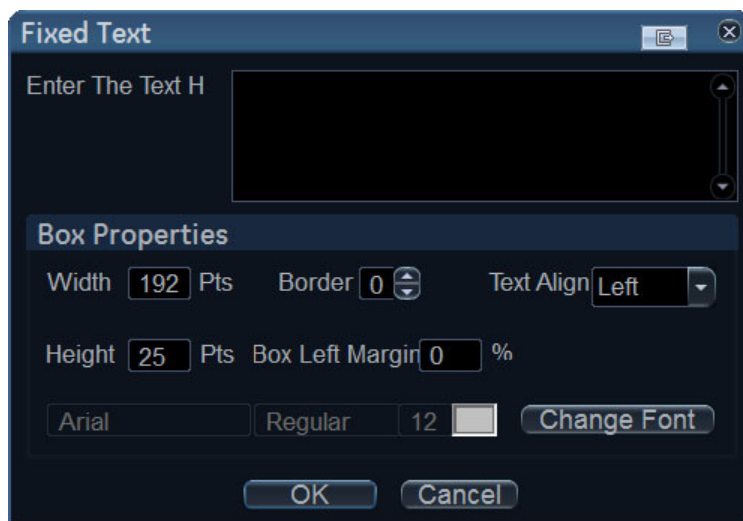 Fixed Text
Enter The Text H
Box Properties
Width 192 Pts Border 0 Text Align Left
Height 25 Pts Box Left Margin 0 %
Arial Regular 12 Change Font
OK Cancel